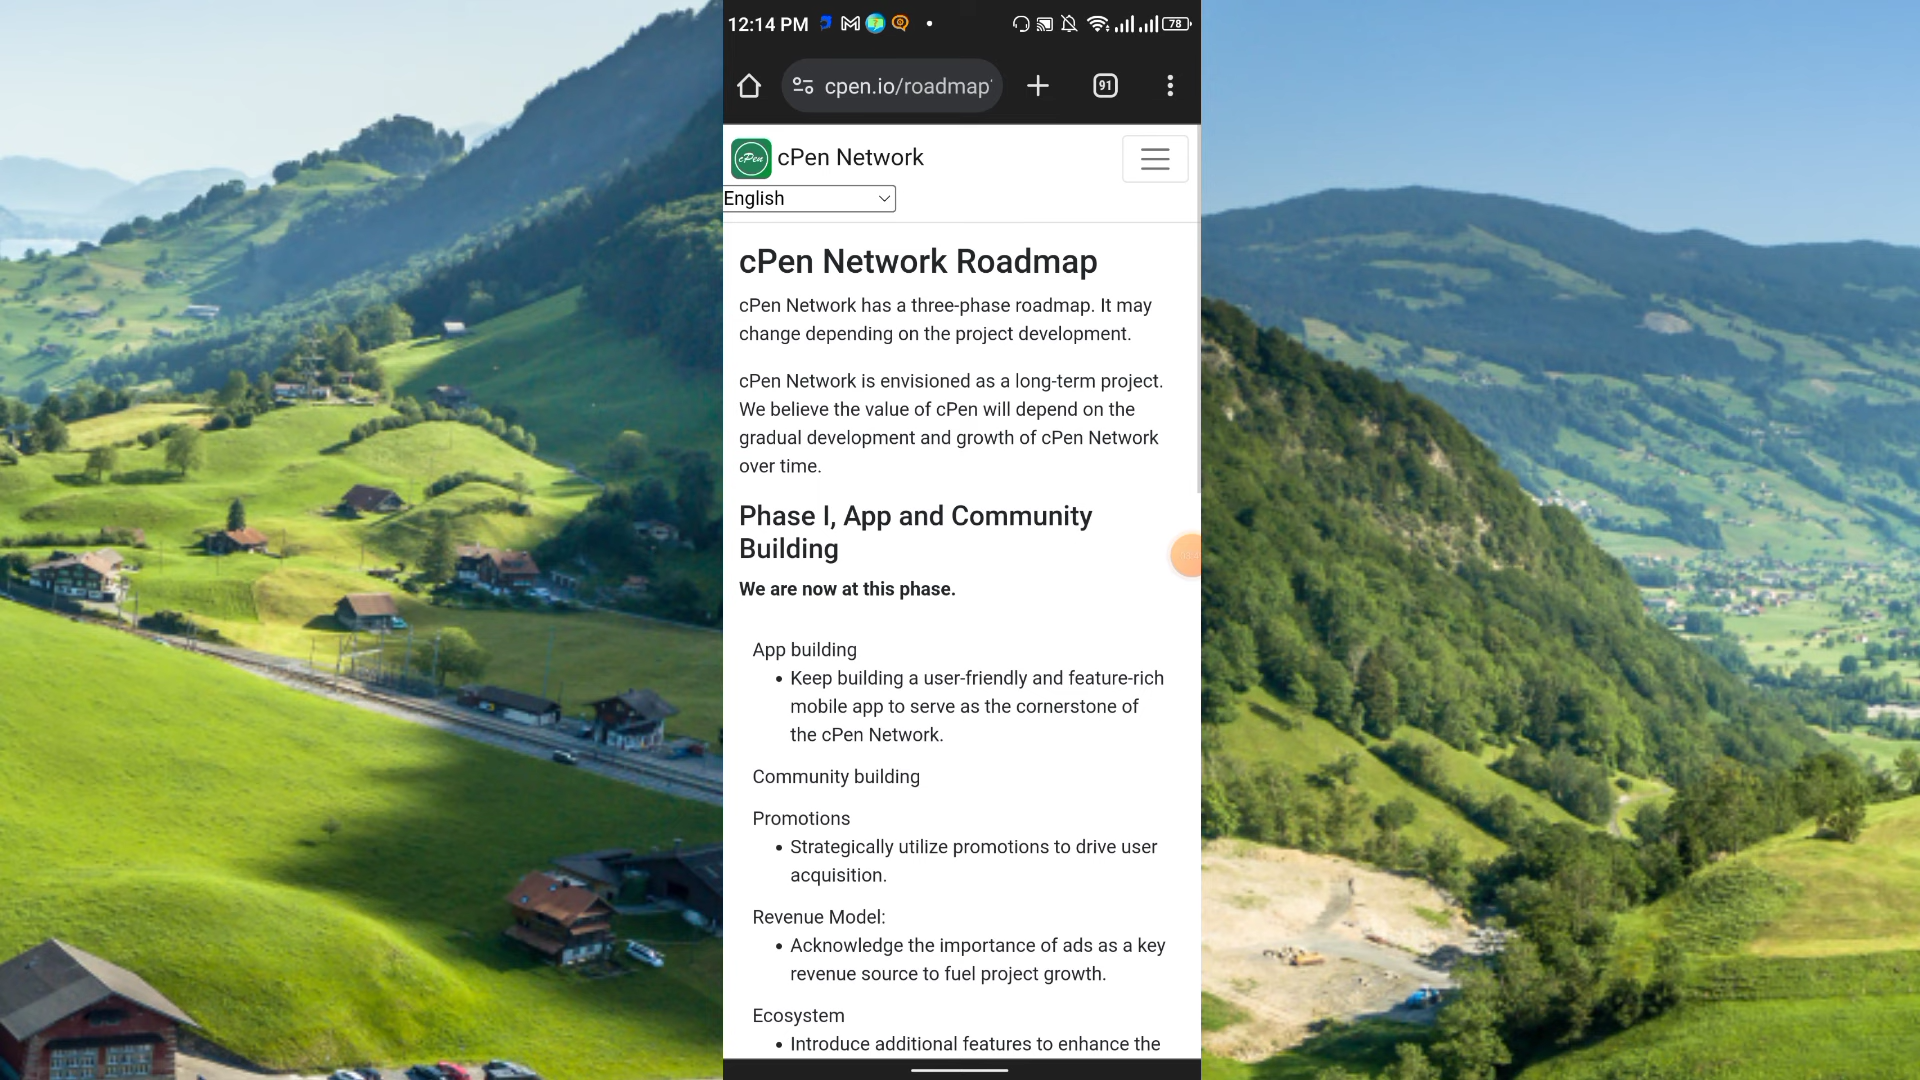 12:14 PM
78
cpen.io/roadmap
91
cPen
cPen Network
English
cPen Network Roadmap
cPen Network has a three-phase roadmap. It may
change depending on the project development.
cPen Network is envisioned as a long-term project.
We believe the value of cPen will depend on the
gradual development and growth of cPen Network
over time.
Phase I, App and Community
Building
We are now at this phase.
App building
• Keep building a user-friendly and feature-rich
mobile app to serve as the cornerstone of
the cPen Network.
Community building
Promotions
• Strategically utilize promotions to drive user
acquisition.
Revenue Model:
• Acknowledge the importance of ads as a key
revenue source to fuel project growth.
Ecosystem
• Introduce additional features to enhance the